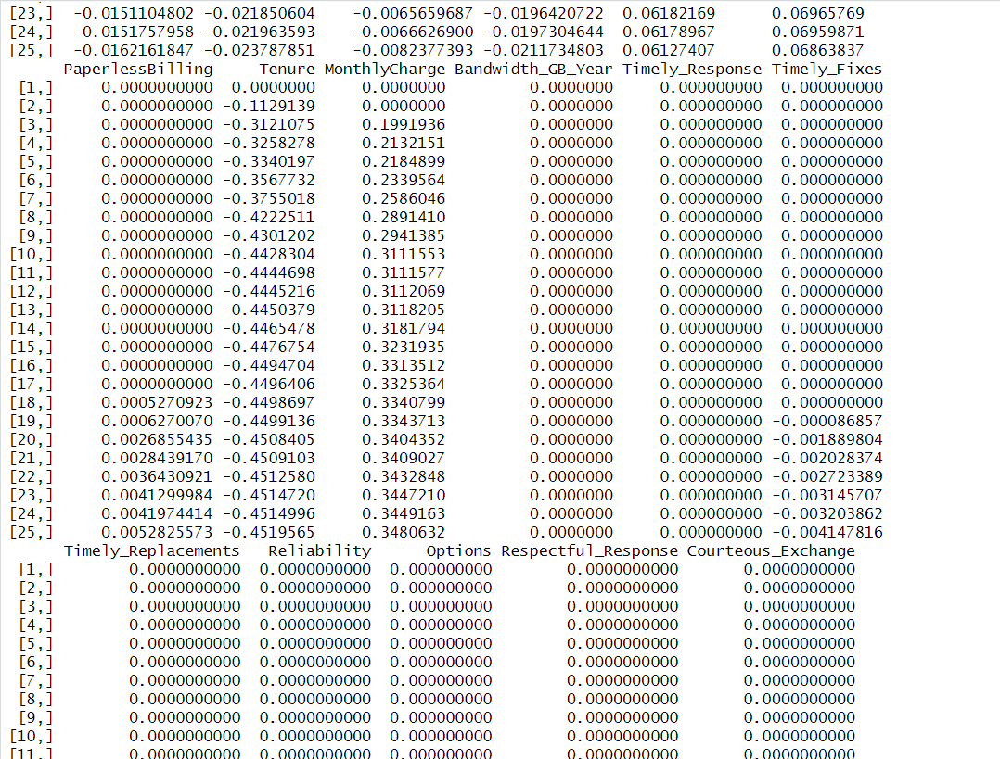 [23,] -0.0151104802 -0.021850604 -0.0065659687 -0.0196420722 0.06182169 0.06965769
[24,] -0.0151757958 -0.021963593 -0.0066626900 -0.0197304644 0.06178967 0.06959871
[25,] -0.0162161847 -0.023787851 -0.0082377393 -0.0211734803 0.06127407 0.06863837
PaperlessBilling Tenure MonthlyCharge Bandwidth_GB_Year Timely_Response Timely_Fixes
[1,] 0.0000000000 0.0000000 0.0000000 0.0000000 0.000000000 0.000000000
[2,] 0.0000000000 -0.1129139 0.0000000 0.0000000 0.000000000 0.000000000
[3,] 0.0000000000 -0.3121075 0.1991936 0.0000000 0.000000000 0.000000000
[4,] 0.0000000000 -0.3258278 0.2132151 0.0000000 0.000000000 0.000000000
[5,] 0.0000000000 -0.3340197 0.2184899 0.0000000 0.000000000 0.000000000
[6,] 0.0000000000 -0.3567732 0.2339564 0.0000000 0.000000000 0.000000000
[7,] 0.0000000000 -0.3755018 0.2586046 0.0000000 0.000000000 0.000000000
[8,] 0.0000000000 -0.4222511 0.2891410 0.0000000 0.000000000 0.000000000
[9,] 0.0000000000 -0.4301202 0.2941385 0.0000000 0.000000000 0.000000000
[10,] 0.0000000000 -0.4428304 0.3111553 0.0000000 0.000000000 0.000000000
[11,] 0.0000000000 -0.4444698 0.3111577 0.0000000 0.000000000 0.000000000
[12,] 0.0000000000 -0.4445216 0.3112069 0.0000000 0.000000000 0.000000000
[13,] 0.0000000000 -0.4450379 0.3118205 0.0000000 0.000000000 0.000000000
[14,] 0.0000000000 -0.4465478 0.3181794 0.0000000 0.000000000 0.000000000
[15,] 0.0000000000 -0.4476754 0.3231935 0.0000000 0.000000000 0.000000000
[16,] 0.0000000000 -0.4494704 0.3313512 0.0000000 0.000000000 0.000000000
[17,] 0.0000000000 -0.4496406 0.3325364 0.0000000 0.000000000 0.000000000
[18,] 0.0005270923 -0.4498697 0.3340799 0.0000000 0.000000000 0.000000000
[19,] 0.0006270070 -0.4499136 0.3343713 0.0000000 0.000000000 -0.000086857
[20,] 0.0026855435 -0.4508405 0.3404352 0.0000000 0.000000000 -0.001889804
[21,] 0.0028439170 -0.4509103 0.3409027 0.0000000 0.000000000 -0.002028374
[22,] 0.0036430921 -0.4512580 0.3432848 0.0000000 0.000000000 -0.002723389
[23,] 0.0041299984 -0.4514720 0.3447210 0.0000000 0.000000000 -0.003145707
[24,] 0.0041974414 -0.4514996 0.3449163 0.0000000 0.000000000 -0.003203862
[25,] 0.0052825573 -0.4519565 0.3480632 0.0000000 0.000000000 -0.004147816
Timely_Replacements Reliability Options Respectful_Response Courteous_Exchange
[1,] 0.0000000000 0.0000000000 0.000000000 0.0000000000 0.0000000000
[2,] 0.0000000000 0.0000000000 0.000000000 0.0000000000 0.0000000000
[3,] 0.0000000000 0.0000000000 0.000000000 0.0000000000 0.0000000000
[4,] 0.0000000000 0.0000000000 0.000000000 0.0000000000 0.0000000000
[5,] 0.0000000000 0.0000000000 0.000000000 0.0000000000 0.0000000000
[6,] 0.0000000000 0.0000000000 0.000000000 0.0000000000 0.0000000000
[7,] 0.0000000000 0.0000000000 0.000000000 0.0000000000 0.0000000000
[8,] 0.0000000000 0.0000000000 0.000000000 0.0000000000 0.0000000000
[9,] 0.0000000000 0.0000000000 0.000000000 0.0000000000 0.0000000000
[10,] 0.0000000000 0.0000000000 0.000000000 0.0000000000 0.0000000000
[11,] 0.0000000000 0.0000000000 0.000000000 0.0000000000 0.0000000000